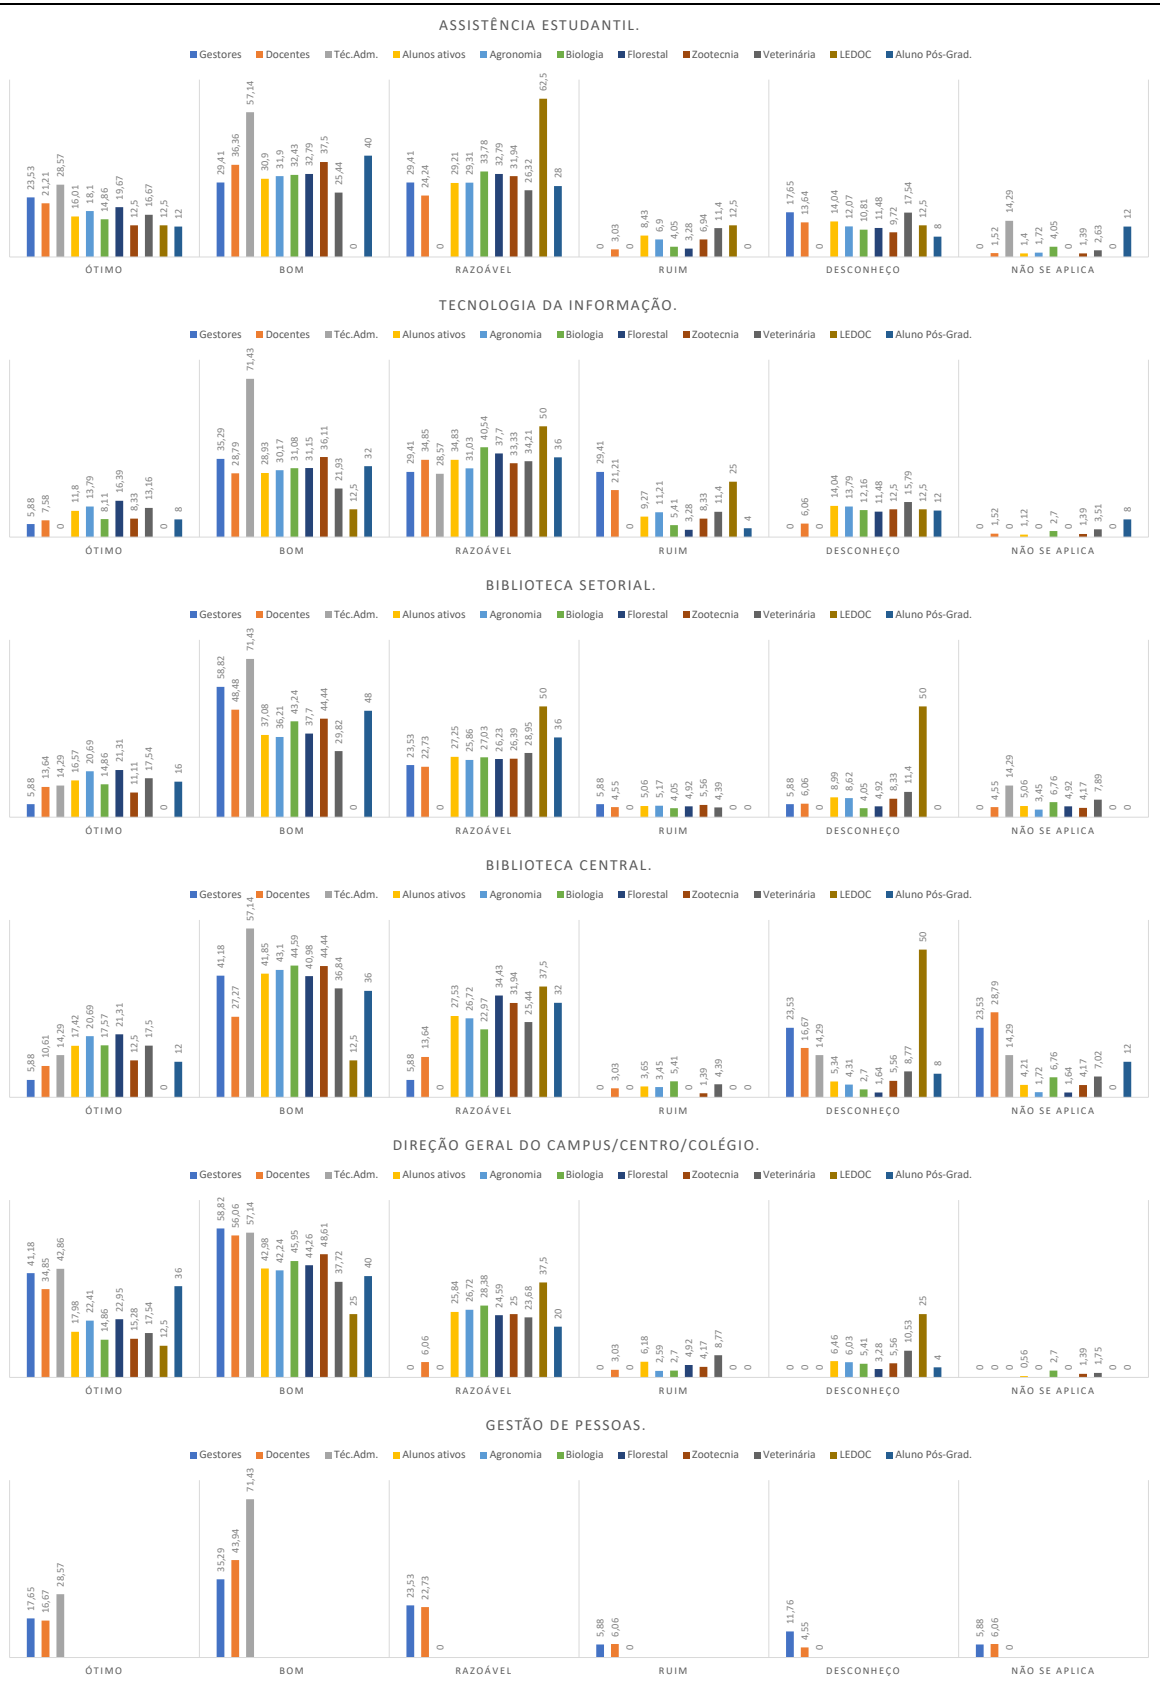 ASSISTÊNCIA ESTUDANTIL.
Gestores Docentes Téc.Adm. Alunos ativos Agronomia Biologia Florestal Zootecnia Veterinária LEDOC Aluno Pós-Grad.
23,53 21,21 28,57 16,01 18,1 14,86 19,67 12,5 16,67 12,5 12
29,41 36,36 57,14 30,9 31,9 32,43 32,79 37,5 25,44 0 40
29,41 24,24 0 29,21 29,31 33,78 32,79 31,94 26,32 62,5 28
0 3,03 0 8,43 6,9 4,05 3,28 6,94 11,4 12,5 0
17,65 13,64 0 14,04 12,07 10,81 11,48 9,72 17,54 12,5 8
0 1,52 14,29 1,4 1,72 4,05 0 1,39 2,63 0 12
ÓTIMO BOM RAZOÁVEL RUIM DESCONHEÇO NÃO SE APLICA
TECNOLOGIA DA INFORMAÇÃO.
Gestores Docentes Téc.Adm. Alunos ativos Agronomia Biologia Florestal Zootecnia Veterinária LEDOC Aluno Pós-Grad.
5,88 7,58 0 11,8 13,79 8,11 16,39 8,33 13,16 0 8
35,29 28,79 71,43 28,93 30,17 31,08 31,15 36,11 21,93 12,5 32
29,41 34,85 28,57 34,83 31,03 40,54 37,7 33,33 34,21 50 36
29,41 21,21 0 9,27 11,21 5,41 3,28 8,33 11,4 25 4
0 6,06 0 14,04 13,79 12,16 11,48 12,5 15,79 12,5 12
0 1,52 0 1,12 0 2,7 0 1,39 3,51 0 8
ÓTIMO BOM RAZOÁVEL RUIM DESCONHEÇO NÃO SE APLICA
BIBLIOTECA SETORIAL.
Gestores Docentes Téc.Adm. Alunos ativos Agronomia Biologia Florestal Zootecnia Veterinária LEDOC Aluno Pós-Grad.
5,88 13,64 14,29 16,57 20,69 14,86 21,31 11,11 17,54 0 16
58,82 48,48 71,43 37,08 36,21 43,24 37,7 44,44 29,82 0 48
23,53 22,73 0 27,25 25,86 27,03 26,23 26,39 28,95 50 36
5,88 4,55 0 5,06 5,17 4,05 4,92 5,56 4,39 0 0
5,88 6,06 0 8,99 8,62 4,05 4,92 8,33 11,4 50 0
0 4,55 14,29 5,06 3,45 6,76 4,92 4,17 7,89 0 0
ÓTIMO BOM RAZOÁVEL RUIM DESCONHEÇO NÃO SE APLICA
BIBLIOTECA CENTRAL.
Gestores Docentes Téc.Adm. Alunos ativos Agronomia Biologia Florestal Zootecnia Veterinária LEDOC Aluno Pós-Grad.
5,88 10,61 14,29 17,42 20,69 17,57 21,31 12,5 17,5 0 12
41,18 27,27 57,14 41,85 43,1 44,59 40,98 44,44 36,84 12,5 36
5,88 13,64 0 27,53 26,72 22,97 34,43 31,94 25,44 37,5 32
0 3,03 0 3,65 3,45 5,41 0 1,39 4,39 0 0
23,53 16,67 14,29 5,34 4,31 2,7 1,64 5,56 8,77 50 8
23,53 28,79 14,29 4,21 1,72 6,76 1,64 4,17 7,02 0 12
ÓTIMO BOM RAZOÁVEL RUIM DESCONHEÇO NÃO SE APLICA
DIREÇÃO GERAL DO CAMPUS/CENTRO/COLÉGIO.
Gestores Docentes Téc.Adm. Alunos ativos Agronomia Biologia Florestal Zootecnia Veterinária LEDOC Aluno Pós-Grad.
41,18 34,85 42,86 17,98 22,41 14,86 22,95 15,28 17,54 12,5 36
58,82 56,06 57,14 42,98 42,24 45,95 44,26 48,61 37,72 25 40
0 6,06 0 25,84 26,72 28,38 24,59 25 23,68 37,5 20
0 3,03 0 6,18 2,59 2,7 4,92 4,17 8,77 0 0
0 0 0 6,46 6,03 5,41 3,28 5,56 10,53 25 4
0 0 0 0,56 0 2,7 0 1,39 1,75 0 0
ÓTIMO BOM RAZOÁVEL RUIM DESCONHEÇO NÃO SE APLICA
GESTÃO DE PESSOAS.
Gestores Docentes Téc.Adm. Alunos ativos Agronomia Biologia Florestal Zootecnia Veterinária LEDOC Aluno Pós-Grad.
17,65 16,67 28,57
35,29 43,94 71,43
23,53 22,73 0
5,88 6,06 0
11,76 4,55 0
5,88 6,06 0
ÓTIMO BOM RAZOÁVEL RUIM DESCONHEÇO NÃO SE APLICA